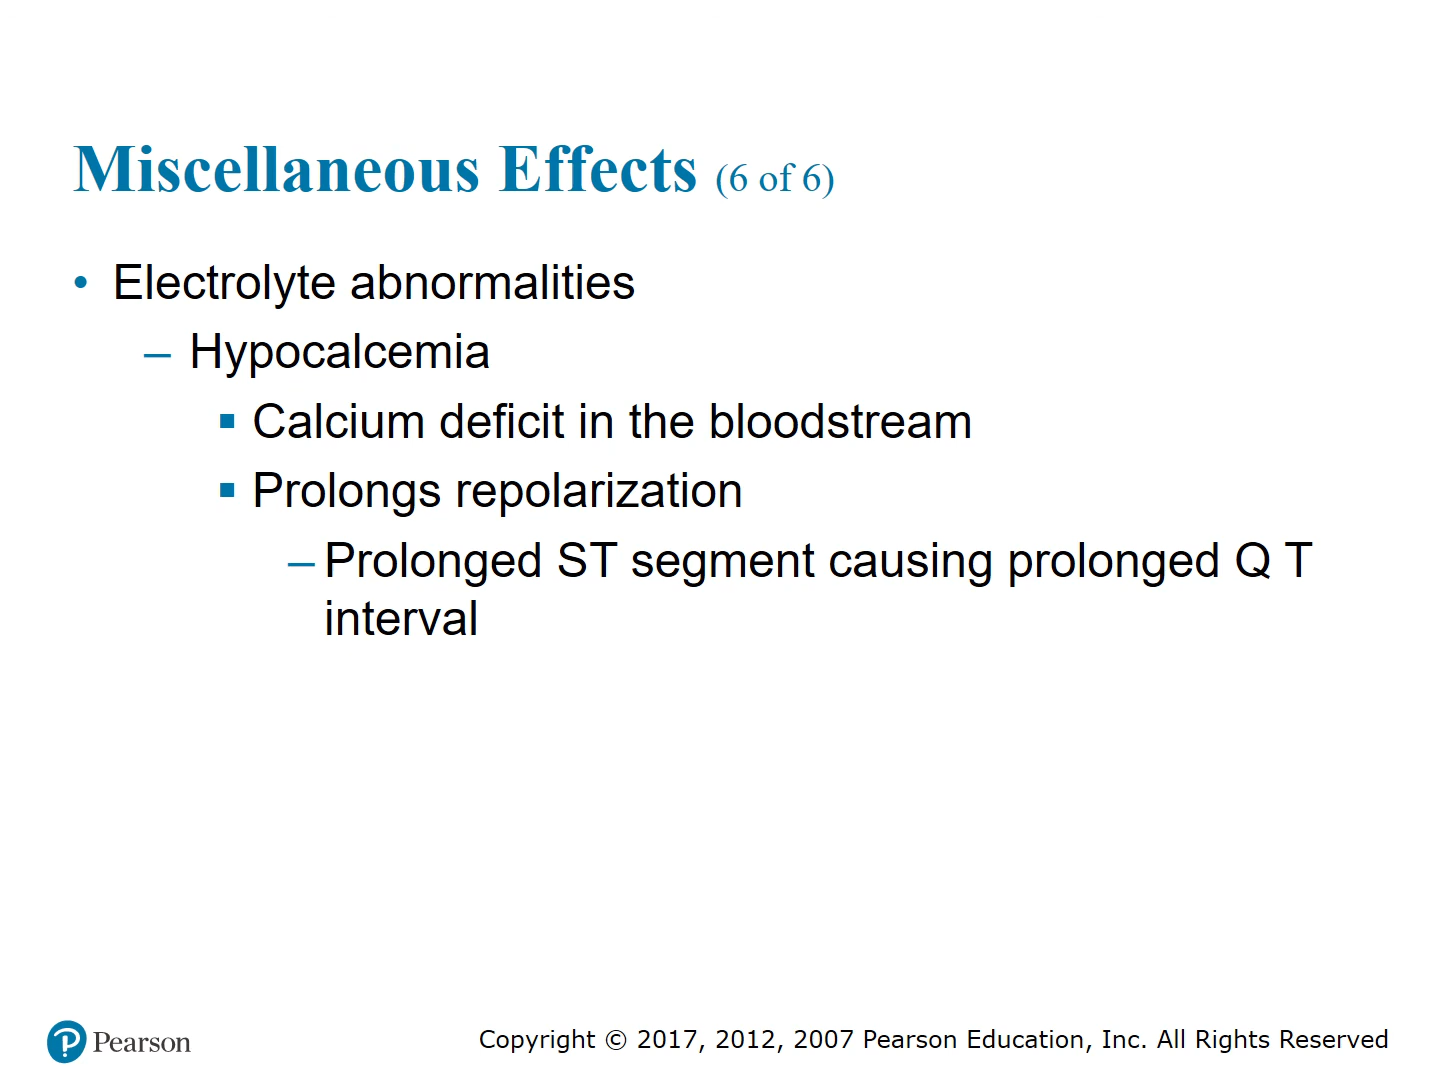 Miscellaneous Effects (6 of 6)
• Electrolyte abnormalities
– Hypocalcemia
▪ Calcium deficit in the bloodstream
▪ Prolongs repolarization
– Prolonged ST segment causing prolonged Q T
interval
Pearson
Copyright © 2017, 2012, 2007 Pearson Education, Inc. All Rights Reserved